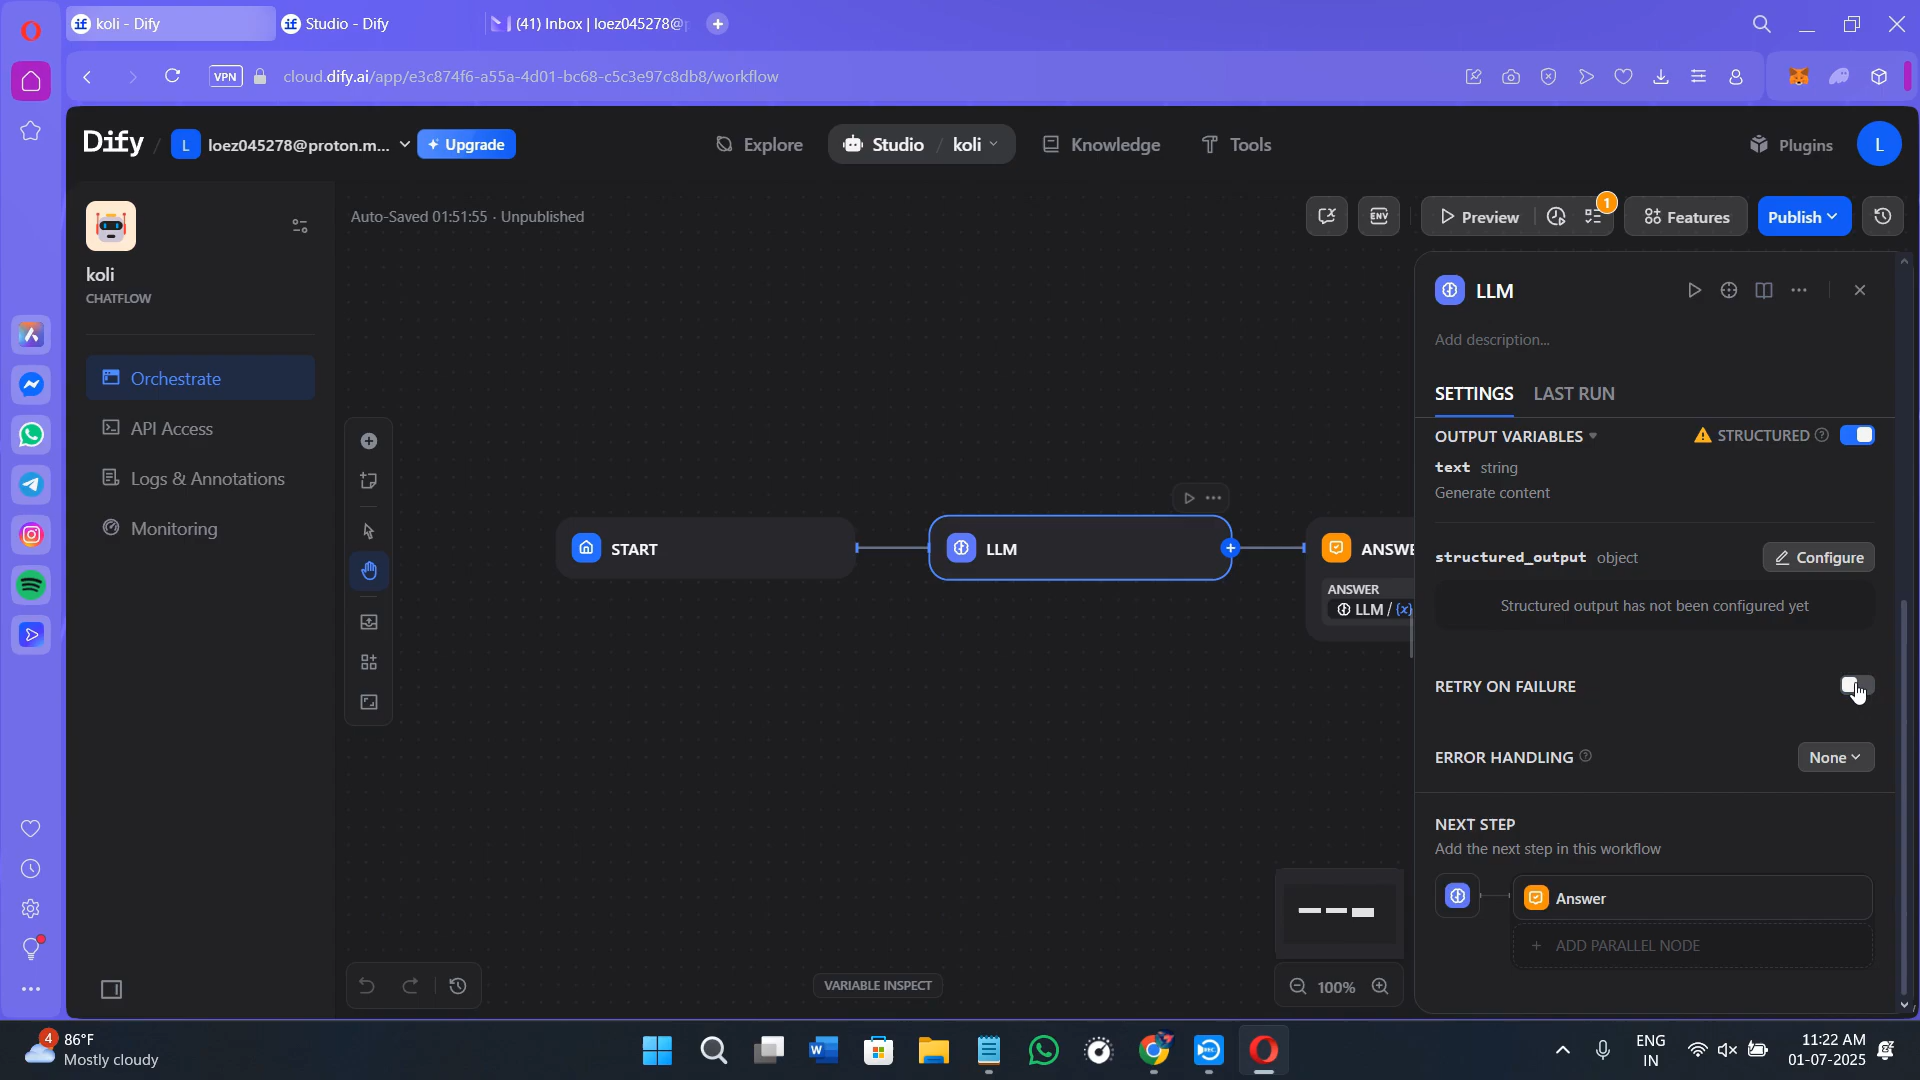 koli - Dify
Studio - Dify
(41) Inbox | loez045278@
VPN
cloud.dify.ai/app/e3c874f6-a55a-4d01-bc68-c5c3e97c8db8/workflow
Dify / L loez045278@proton.m...
Upgrade
Explore
Studio / koli
Knowledge
Tools
Plugins
L
Auto-Saved 01:51:55 · Unpublished
ENV
Preview
1
Features
Publish
koli
CHATFLOW
Orchestrate
API Access
Logs & Annotations
Monitoring
START
LLM
ANSWE
ANSWER
LLM / {x}
VARIABLE INSPECT
100%
LLM
Add description...
SETTINGS
LAST RUN
OUTPUT VARIABLES
STRUCTURED
text string
Generate content
structured_output object
Configure
Structured output has not been configured yet
RETRY ON FAILURE
ERROR HANDLING
None
NEXT STEP
Add the next step in this workflow
Answer
+ ADD PARALLEL NODE
4
86°F
Mostly cloudy
ENG
IN
11:22 AM
01-07-2025